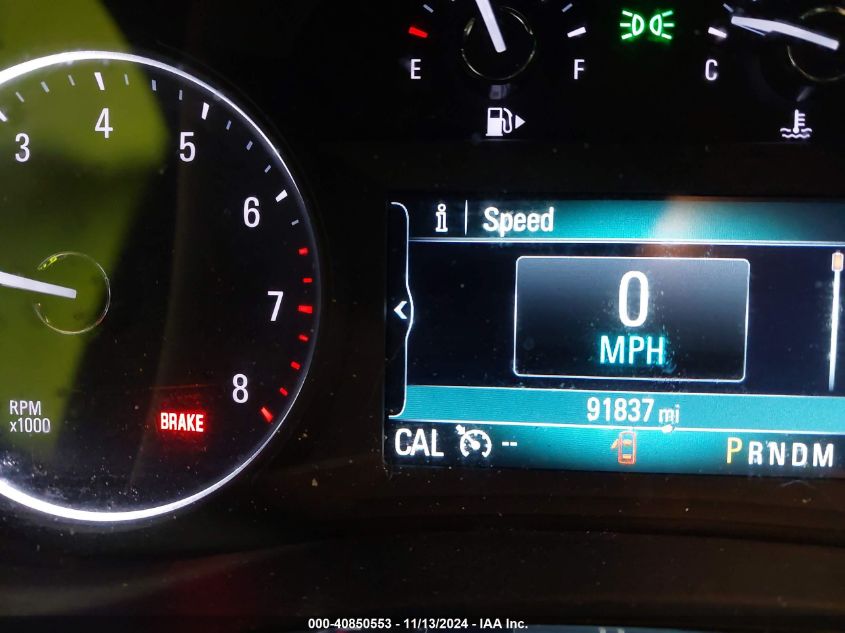 E F C
3 4 5 6 7 8
RPM
x1000
BRAKE
i Speed
0
MPH
91837 mi
CAL -- PRNDM
000-40850553 - 11/13/2024 - IAA Inc.